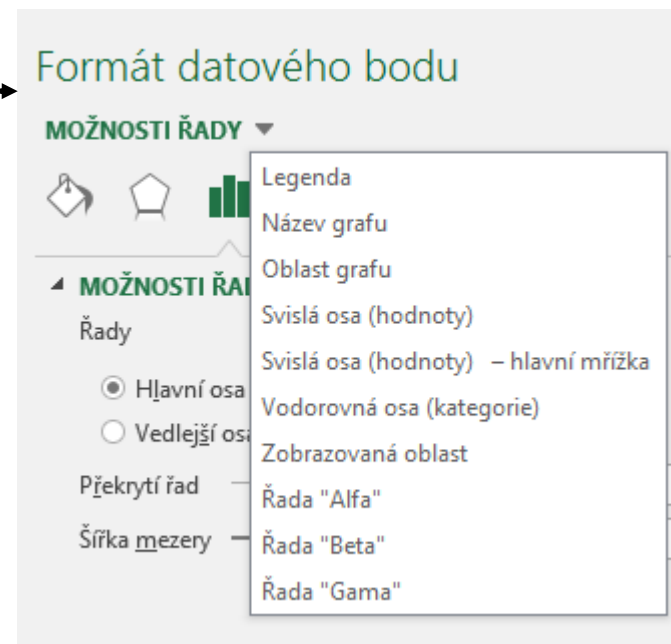 Formát datového bodu
MOŽNOSTI ŘADY
Legenda
Název grafu
Oblast grafu
Svislá osa (hodnoty)
Svislá osa (hodnoty) – hlavní mřížka
Vodorovná osa (kategorie)
Zobrazovaná oblast
Řada "Alfa"
Řada "Beta"
Řada "Gama"
MOŽNOSTI ŘA
Řady
Hlavní osa
Vedlejší osa
Překrytí řad
Šířka mezery